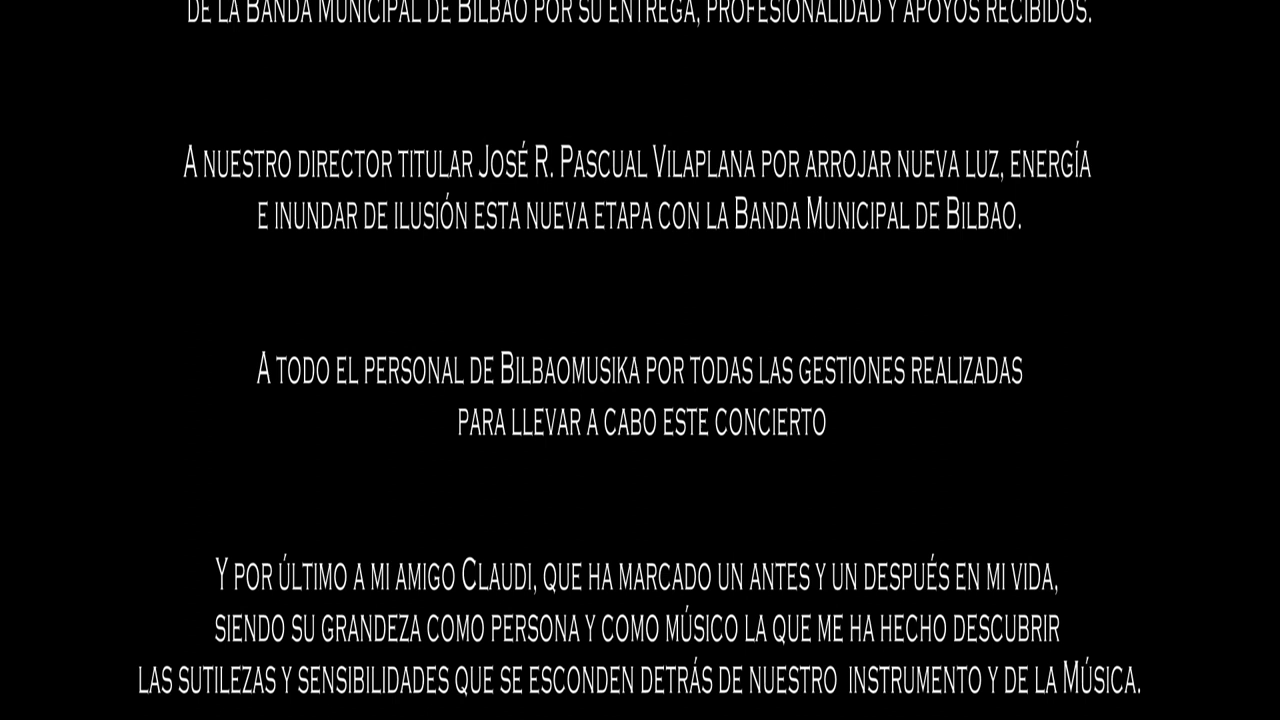 DE LA BANDA MUNICIPAL DE BILBAO POR SU ENTREGA, PROFESIONALIDAD Y APOYOS RECIBIDOS.
A NUESTRO DIRECTOR TITULAR JOSÉ R. PASCUAL VILAPLANA POR ARROJAR NUEVA LUZ, ENERGÍA
E INUNDAR DE ILUSIÓN ESTA NUEVA ETAPA CON LA BANDA MUNICIPAL DE BILBAO.
A TODO EL PERSONAL DE BILBAOMUSIKA POR TODAS LAS GESTIONES REALIZADAS
PARA LLEVAR A CABO ESTE CONCIERTO
Y POR ÚLTIMO A MI AMIGO CLAUDI, QUE HA MARCADO UN ANTES Y UN DESPUÉS EN MI VIDA,
SIENDO SU GRANDEZA COMO PERSONA Y COMO MÚSICO LA QUE ME HA HECHO DESCUBRIR
LAS SUTILEZAS Y SENSIBILIDADES QUE SE ESCONDEN DETRÁS DE NUESTRO INSTRUMENTO Y DE LA MÚSICA.